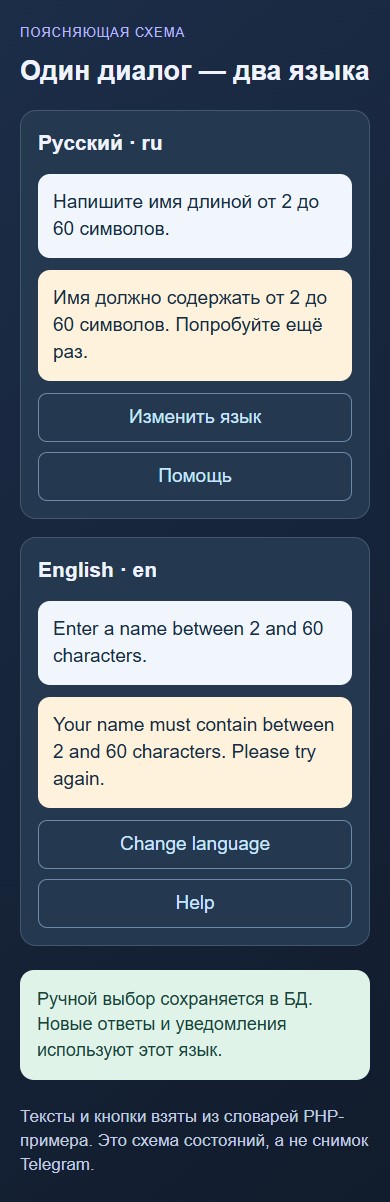 ПОЯСНЯЮЩАЯ СХЕМА
Один диалог — два языка
Русский · ru
Напишите имя длиной от 2 до
60 символов.
Имя должно содержать от 2 до
60 символов. Попробуйте ещё
раз.
Изменить язык
Помощь
English · en
Enter a name between 2 and 60
characters.
Your name must contain between
2 and 60 characters. Please try
again.
Change language
Help
Ручной выбор сохраняется в БД.
Новые ответы и уведомления
используют этот язык.
Тексты и кнопки взяты из словарей PHP-
примера. Это схема состояний, а не снимок
Telegram.